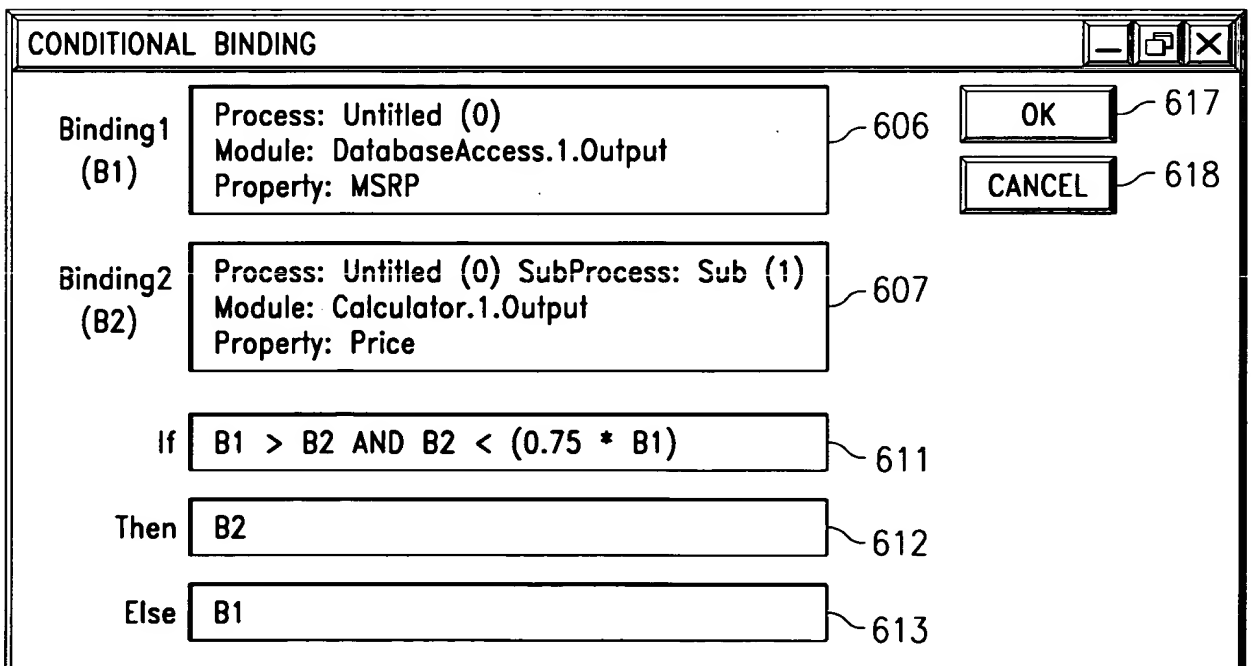 CONDITIONAL BINDING
Binding1
(B1)
Process: Untitled (0)
Module: DatabaseAccess.1.Output
Property: MSRP
606
OK
617
CANCEL
618
Binding2
(B2)
Process: Untitled (0) SubProcess: Sub (1)
Module: Calculator.1.Output
Property: Price
607
If
B1 > B2 AND B2 < (0.75 * B1)
611
Then
B2
612
Else
B1
613